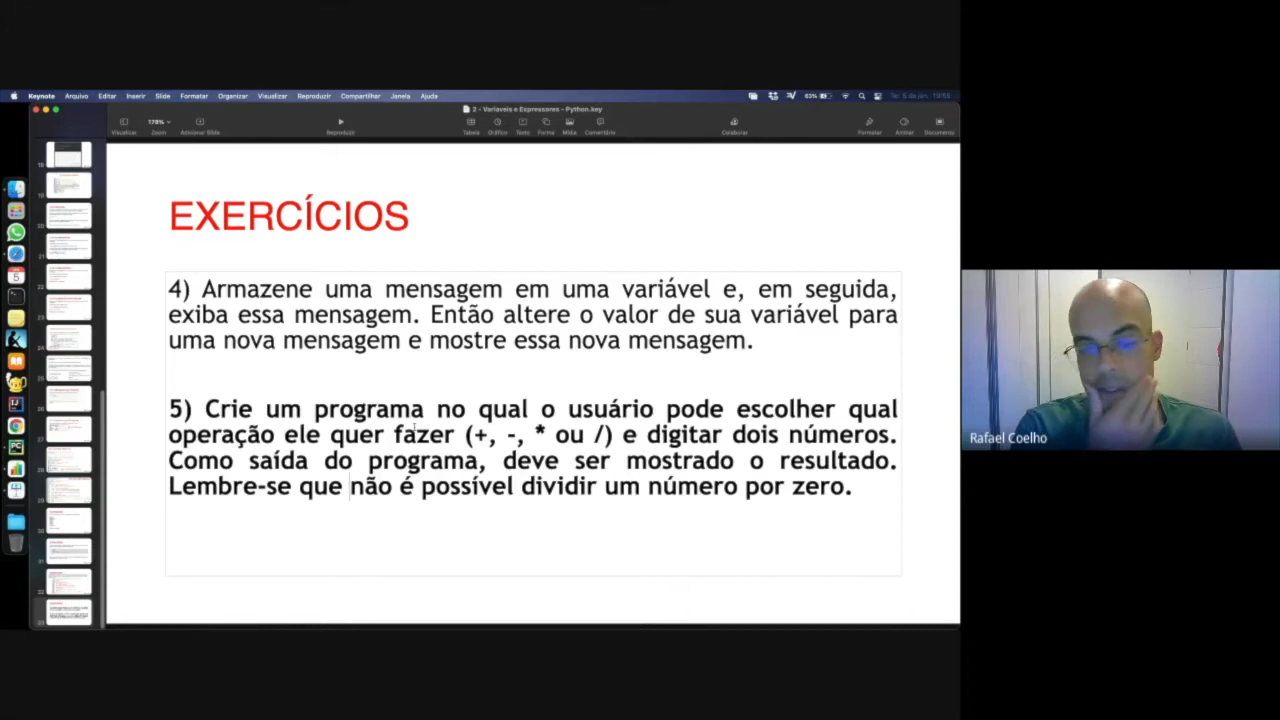 Keynote Arquivo Editar Inserir Slide Formatar Organizar Visualizar Reproduzir Compartilhar Janela Ajuda 63%
2 - Variaveis e Expressoes - Python.key
178%
Visualizar Zoom Adicionar Slide Reproduzir Tabela Gráfico Texto Forma Mídia Comentário Colaborar Formatar Animar Documento
EXERCÍCIOS
4) Armazene uma mensagem em uma variável e, em seguida,
exiba essa mensagem. Então altere o valor de sua variável para
uma nova mensagem e mostre essa nova mensagem.
5) Crie um programa no qual o usuário pode escolher qual
operação ele quer fazer (+, -, * ou /) e digitar dois números.
Como saída do programa, deve ser mostrado o resultado.
Lembre-se que não é possível dividir um número por zero.
Rafael Coelho
5